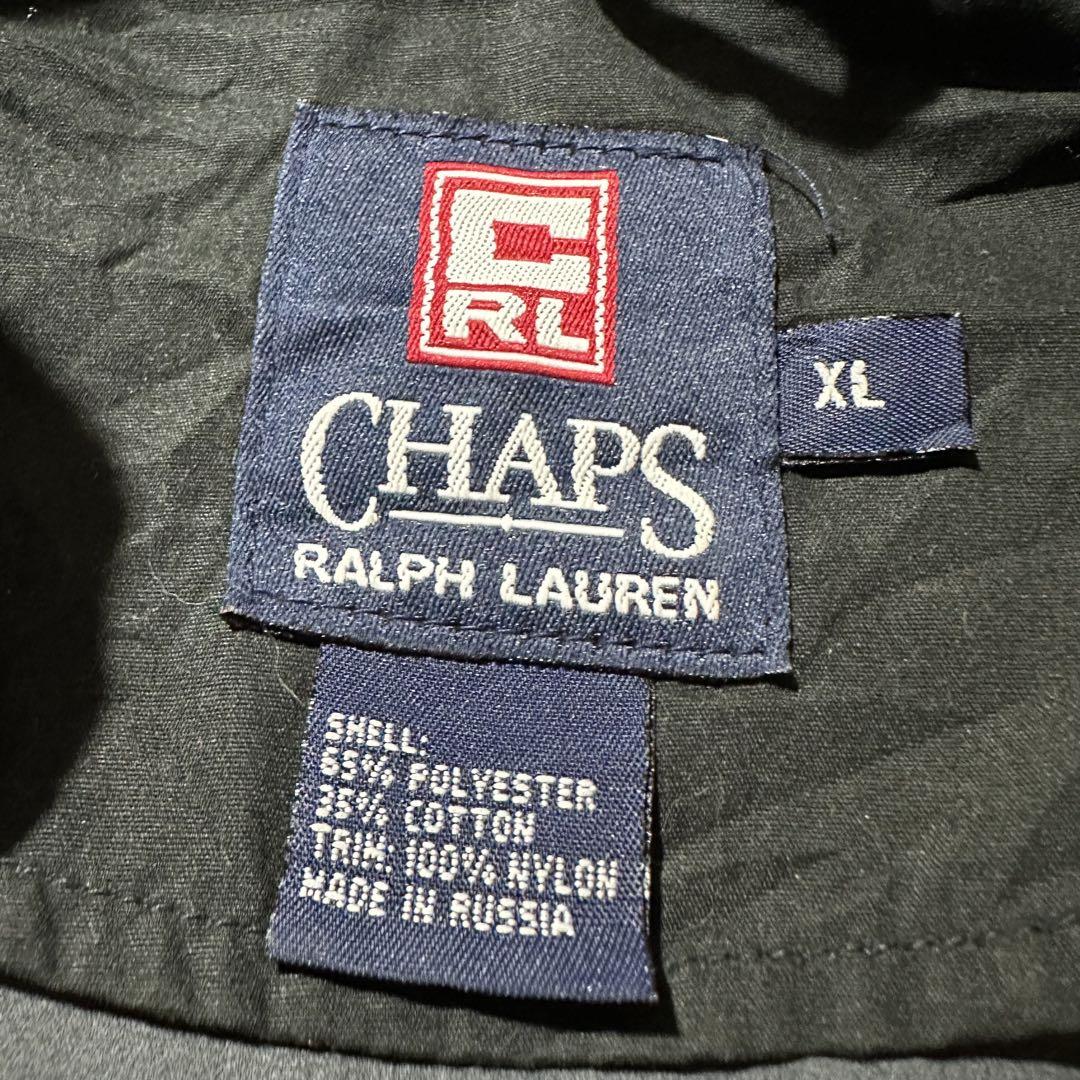 C
RL
CHAPS
RALPH LAUREN
XL
SHELL:
65% POLYESTER
35% COTTON
TRIM: 100% NYLON
MADE IN RUSSIA